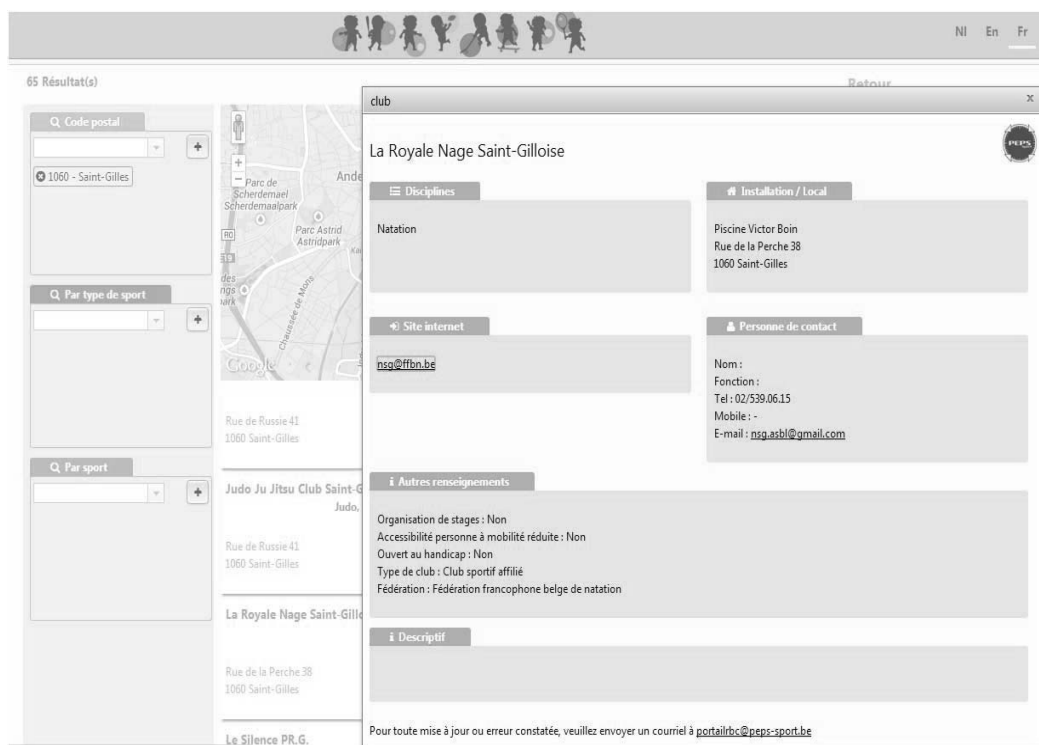 Nl En Fr
65 Résultat(s)
Retour
Code postal
1060 - Saint-Gilles
Par type de sport
Par sport
Parc de
Scherdemael
Scherdemaalpark
Ande
R0
Parc Astrid
Astridpark
E19
Chaussée de Mons
Google
Rue de Russie 41
1060 Saint-Gilles
Judo Ju Jitsu Club Saint-G
Judo,
Rue de Russie 41
1060 Saint-Gilles
La Royale Nage Saint-Gillo
Rue de la Perche 38
1060 Saint-Gilles
Le Silence PR.G.
club x
La Royale Nage Saint-Gilloise
PEPS
Disciplines
Natation
Installation / Local
Piscine Victor Boin
Rue de la Perche 38
1060 Saint-Gilles
Site internet
nsg@ffbn.be
Personne de contact
Nom :
Fonction :
Tel : 02/539.06.15
Mobile : -
E-mail : nsg.asbl@gmail.com
Autres renseignements
Organisation de stages : Non
Accessibilité personne à mobilité réduite : Non
Ouvert au handicap : Non
Type de club : Club sportif affilié
Fédération : Fédération francophone belge de natation
Descriptif
Pour toute mise à jour ou erreur constatée, veuillez envoyer un courriel à portailrbc@peps-sport.be